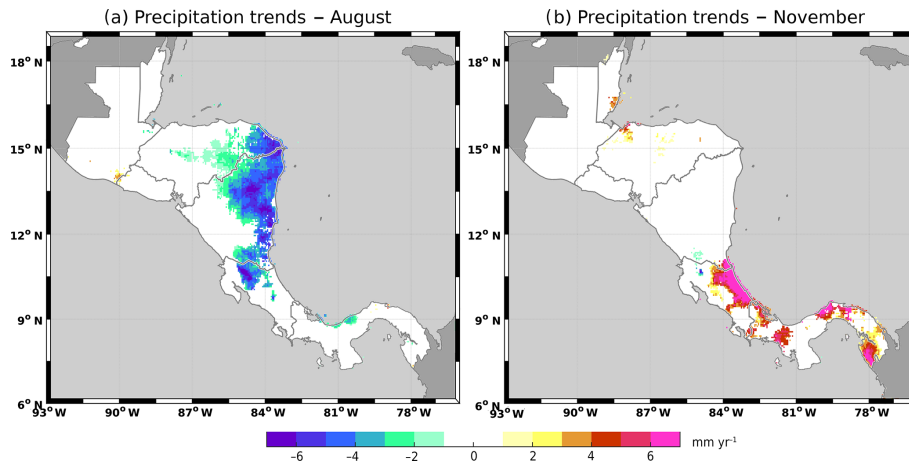 (a) Precipitation trends − August
(b) Precipitation trends − November
18° N
15° N
12° N
9° N
6° N
93°W
90°W
87°W
84°W
81°W
78°W
18° N
15° N
12° N
9° N
6° N
93°W
90°W
87°W
84°W
81°W
78°W
−6
−4
−2
0
2
4
6
mm yr⁻¹